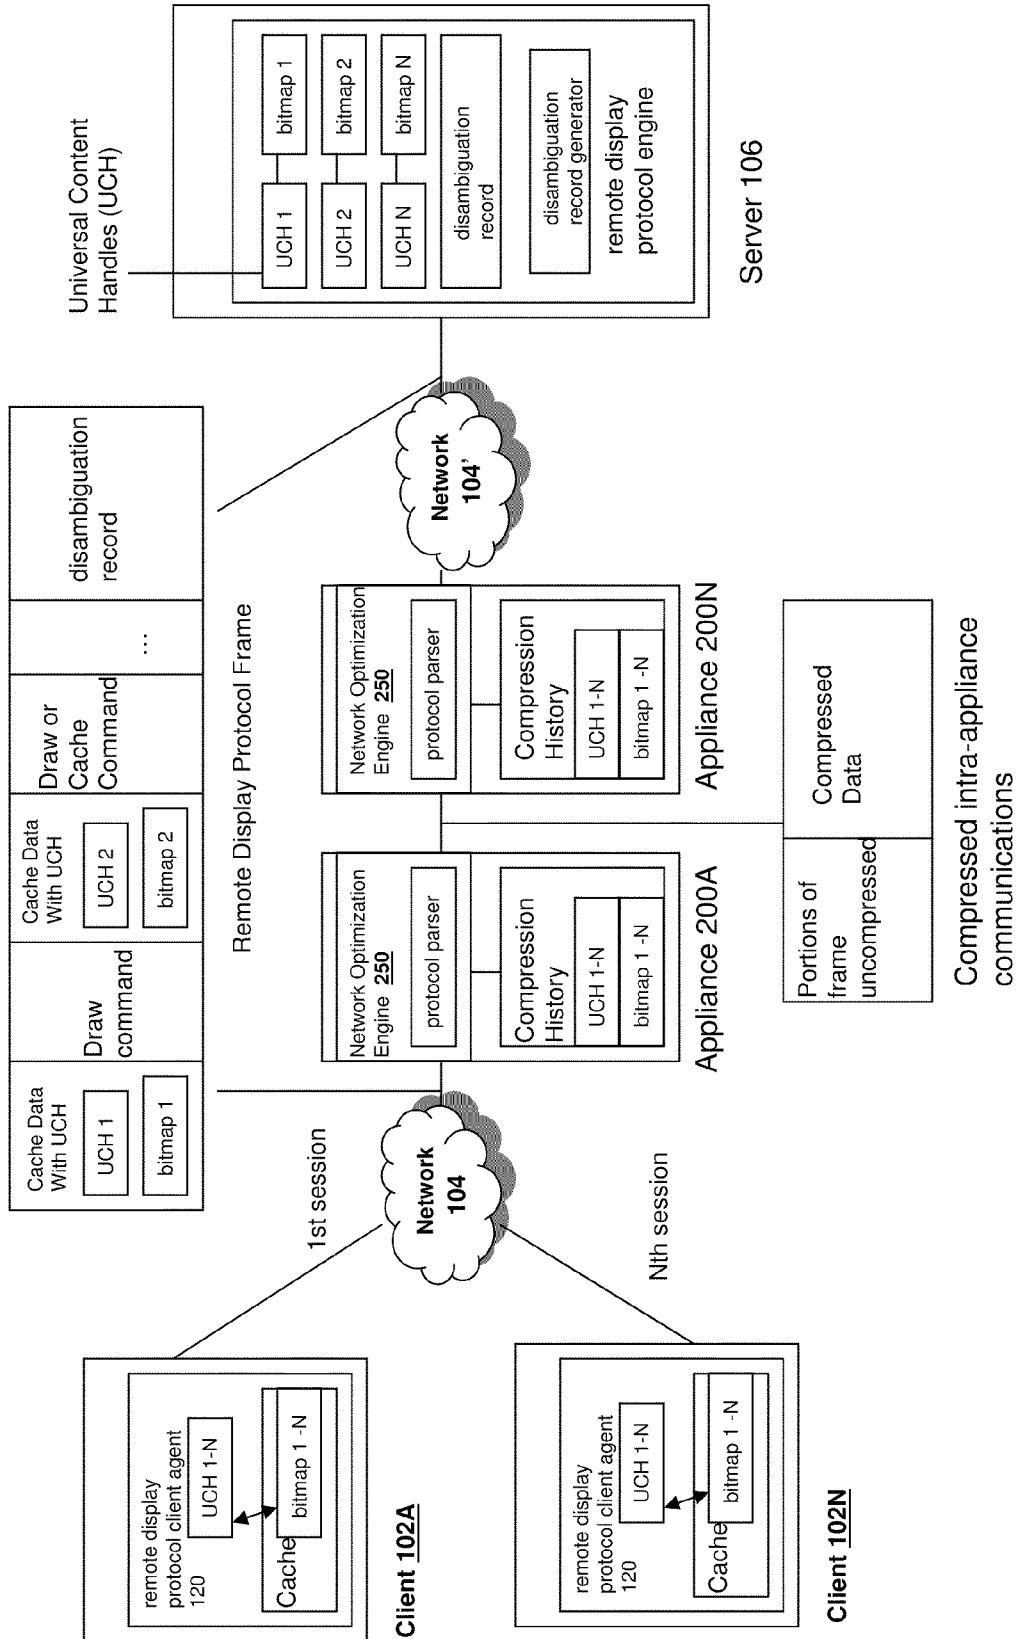 Cache Data
With UCH
UCH 1
bitmap 1
Draw
command
Cache Data
With UCH
UCH 2
bitmap 2
Draw or
Cache
Command
...
disambiguation
record
Remote Display Protocol Frame
Universal Content
Handles (UCH)
remote display
protocol client agent
120
UCH 1-N
Cache
bitmap 1 -N
Client 102A
1st session
Network
104
Nth session
remote display
protocol client agent
120
UCH 1-N
Cache
bitmap 1 -N
Client 102N
Network Optimization
Engine 250
protocol parser
Compression
History
UCH 1-N
bitmap 1 -N
Appliance 200A
Network Optimization
Engine 250
protocol parser
Compression
History
UCH 1-N
bitmap 1 -N
Appliance 200N
Portions of
frame
uncompressed
Compressed
Data
Compressed intra-appliance
communications
Network
104'
UCH 1
bitmap 1
UCH 2
bitmap 2
UCH N
bitmap N
disambiguation
record
disambiguation
record generator
remote display
protocol engine
Server 106